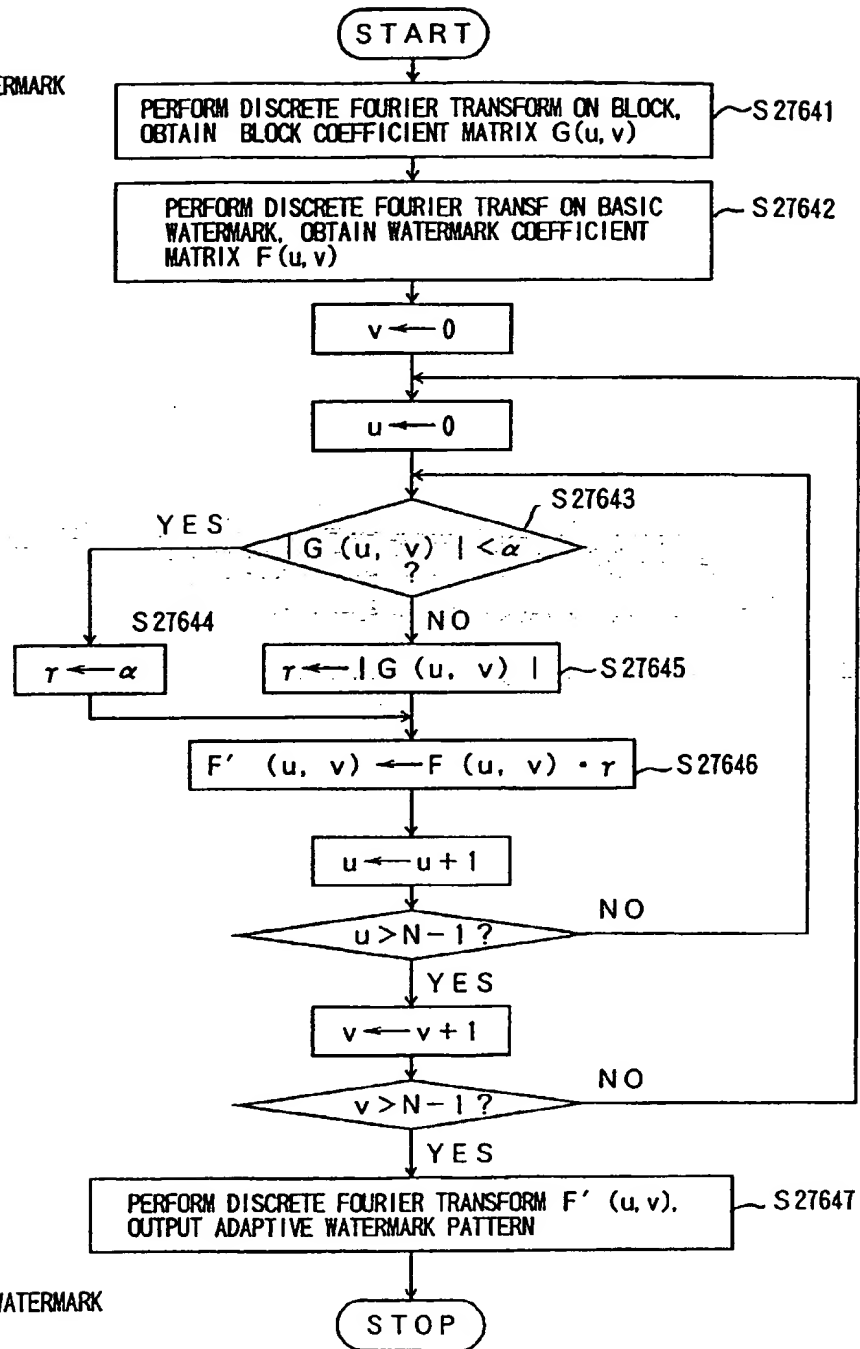 START
ERMARK
PERFORM DISCRETE FOURIER TRANSFORM ON BLOCK,
OBTAIN BLOCK COEFFICIENT MATRIX G(u, v)
S27641
PERFORM DISCRETE FOURIER TRANSF ON BASIC
WATERMARK, OBTAIN WATERMARK COEFFICIENT
MATRIX F(u, v)
S27642
v ← 0
u ← 0
S27643
YES
| G (u, v) | < α
?
NO
S27644
γ ← α
γ ← | G (u, v) |
S27645
F' (u, v) ← F (u, v) · γ
S27646
u ← u + 1
u > N - 1 ?
NO
YES
v ← v + 1
v > N - 1 ?
NO
YES
PERFORM DISCRETE FOURIER TRANSFORM F' (u, v),
OUTPUT ADAPTIVE WATERMARK PATTERN
S27647
WATERMARK
STOP